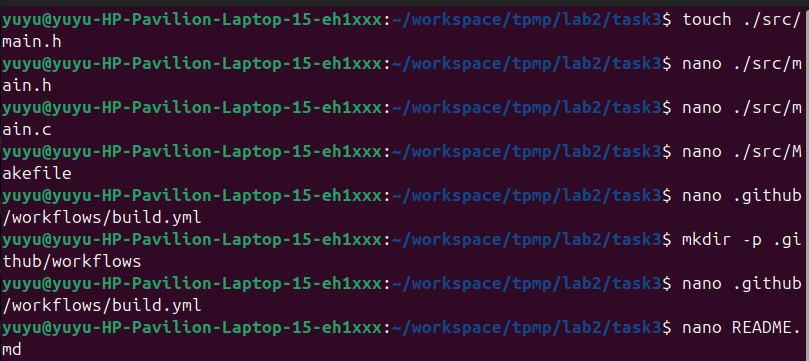 yuyu@yuyu-HP-Pavilion-Laptop-15-eh1xxx:~/workspace/tpmp/lab2/task3$ touch ./src/
main.h
yuyu@yuyu-HP-Pavilion-Laptop-15-eh1xxx:~/workspace/tpmp/lab2/task3$ nano ./src/m
ain.h
yuyu@yuyu-HP-Pavilion-Laptop-15-eh1xxx:~/workspace/tpmp/lab2/task3$ nano ./src/m
ain.c
yuyu@yuyu-HP-Pavilion-Laptop-15-eh1xxx:~/workspace/tpmp/lab2/task3$ nano ./src/M
akefile
yuyu@yuyu-HP-Pavilion-Laptop-15-eh1xxx:~/workspace/tpmp/lab2/task3$ nano .github
/workflows/build.yml
yuyu@yuyu-HP-Pavilion-Laptop-15-eh1xxx:~/workspace/tpmp/lab2/task3$ mkdir -p .gi
thub/workflows
yuyu@yuyu-HP-Pavilion-Laptop-15-eh1xxx:~/workspace/tpmp/lab2/task3$ nano .github
/workflows/build.yml
yuyu@yuyu-HP-Pavilion-Laptop-15-eh1xxx:~/workspace/tpmp/lab2/task3$ nano README.
md